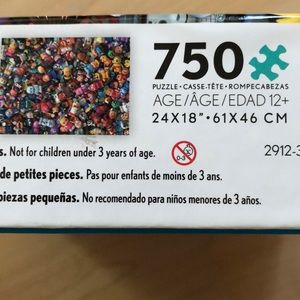 750
PUZZLE • CASSE-TÊTE • ROMPECABEZAS
AGE/ÂGE/EDAD 12+
24X18" • 61X46 CM
s. Not for children under 3 years of age.
0-3
2912-3
de petites pieces. Pas pour enfants de moins de 3 ans.
piezas pequeñas. No recomendado para niños menores de 3 años.